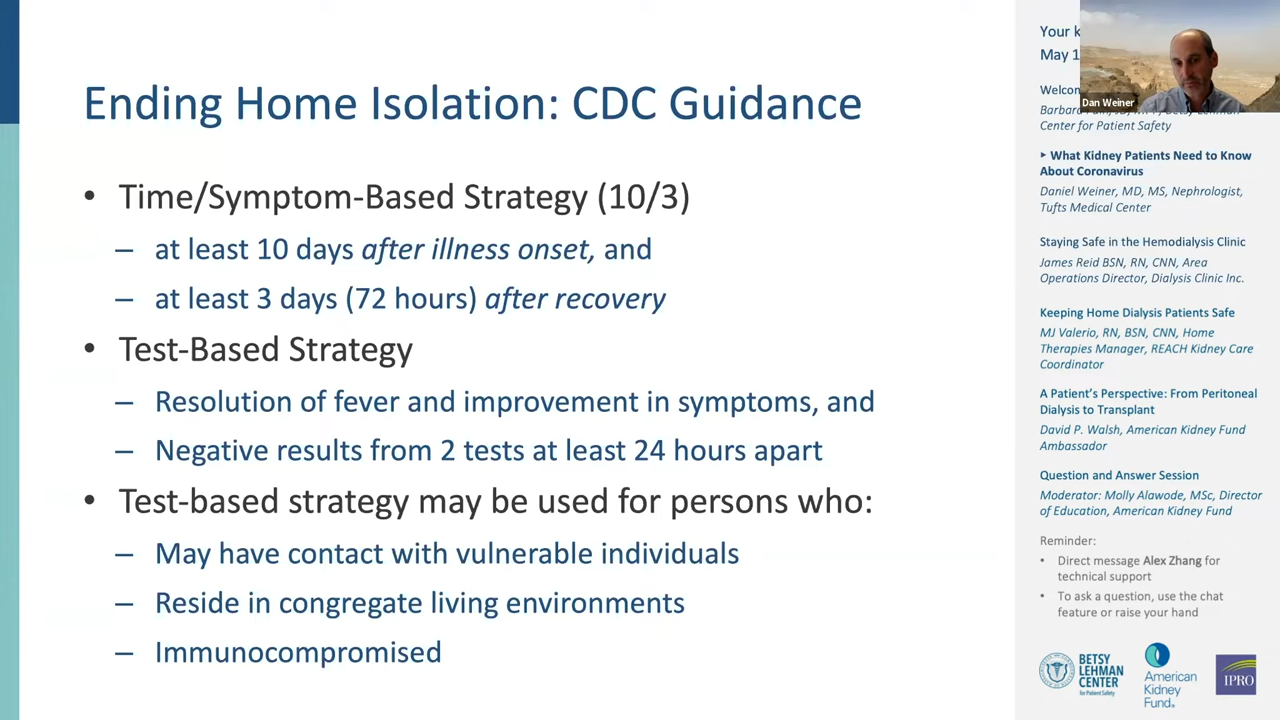 Ending Home Isolation: CDC Guidance
• Time/Symptom-Based Strategy (10/3)
– at least 10 days after illness onset, and
– at least 3 days (72 hours) after recovery
• Test-Based Strategy
– Resolution of fever and improvement in symptoms, and
– Negative results from 2 tests at least 24 hours apart
• Test-based strategy may be used for persons who:
– May have contact with vulnerable individuals
– Reside in congregate living environments
– Immunocompromised
Your
May
Dan Weiner
Center for Patient Safety
‣ What Kidney Patients Need to Know
About Coronavirus
Daniel Weiner, MD, MS, Nephrologist,
Tufts Medical Center
Staying Safe in the Hemodialysis Clinic
James Reid BSN, RN, CNN, Area
Operations Director, Dialysis Clinic Inc.
Keeping Home Dialysis Patients Safe
MJ Valerio, RN, BSN, CNN, Home
Therapies Manager, REACH Kidney Care
Coordinator
A Patient’s Perspective: From Peritoneal
Dialysis to Transplant
David P. Walsh, American Kidney Fund
Ambassador
Question and Answer Session
Moderator: Molly Alawode, MSc, Director
of Education, American Kidney Fund
Reminder:
• Direct message Alex Zhang for
technical support
• To ask a question, use the chat
feature or raise your hand
BETSY
LEHMAN
CENTER
for Patient Safety
American
Kidney
Fund®
IPRO